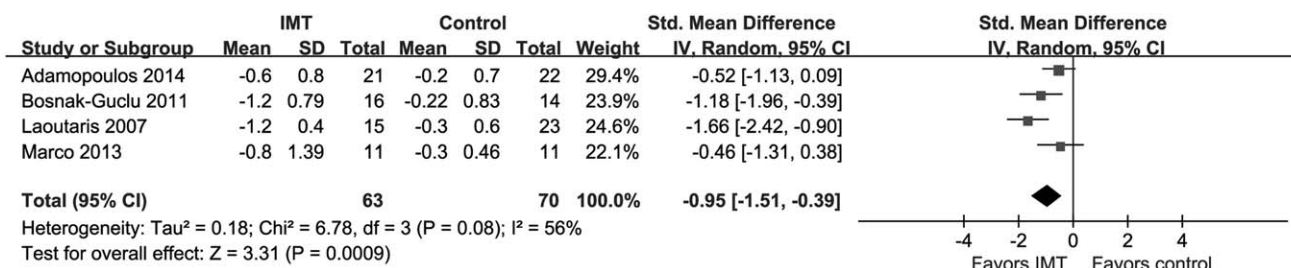 IMT Control Std. Mean Difference Std. Mean Difference
Study or Subgroup Mean SD Total Mean SD Total Weight IV, Random, 95% CI IV, Random, 95% CI
Adamopoulos 2014 -0.6 0.8 21 -0.2 0.7 22 29.4% -0.52 [-1.13, 0.09]
Bosnak-Guclu 2011 -1.2 0.79 16 -0.22 0.83 14 23.9% -1.18 [-1.96, -0.39]
Laoutaris 2007 -1.2 0.4 15 -0.3 0.6 23 24.6% -1.66 [-2.42, -0.90]
Marco 2013 -0.8 1.39 11 -0.3 0.46 11 22.1% -0.46 [-1.31, 0.38]
Total (95% CI) 63 70 100.0% -0.95 [-1.51, -0.39]
Heterogeneity: Tau² = 0.18; Chi² = 6.78, df = 3 (P = 0.08); I² = 56%
Test for overall effect: Z = 3.31 (P = 0.0009)
-4 -2 0 2 4
Favors IMT Favors control